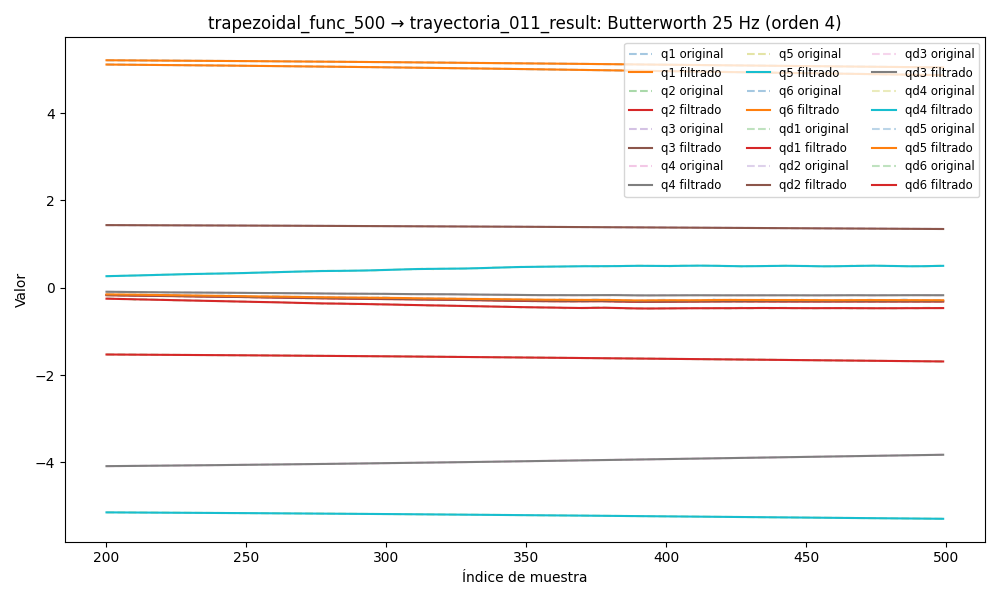 trapezoidal_func_500 → trayectoria_011_result: Butterworth 25 Hz (orden 4)
q1 original
q1 filtrado
q2 original
q2 filtrado
q3 original
q3 filtrado
q4 original
q4 filtrado
q5 original
q5 filtrado
q6 original
q6 filtrado
qd1 original
qd1 filtrado
qd2 original
qd2 filtrado
qd3 original
qd3 filtrado
qd4 original
qd4 filtrado
qd5 original
qd5 filtrado
qd6 original
qd6 filtrado
Valor
4
2
0
−2
−4
200
250
300
350
400
450
500
Índice de muestra